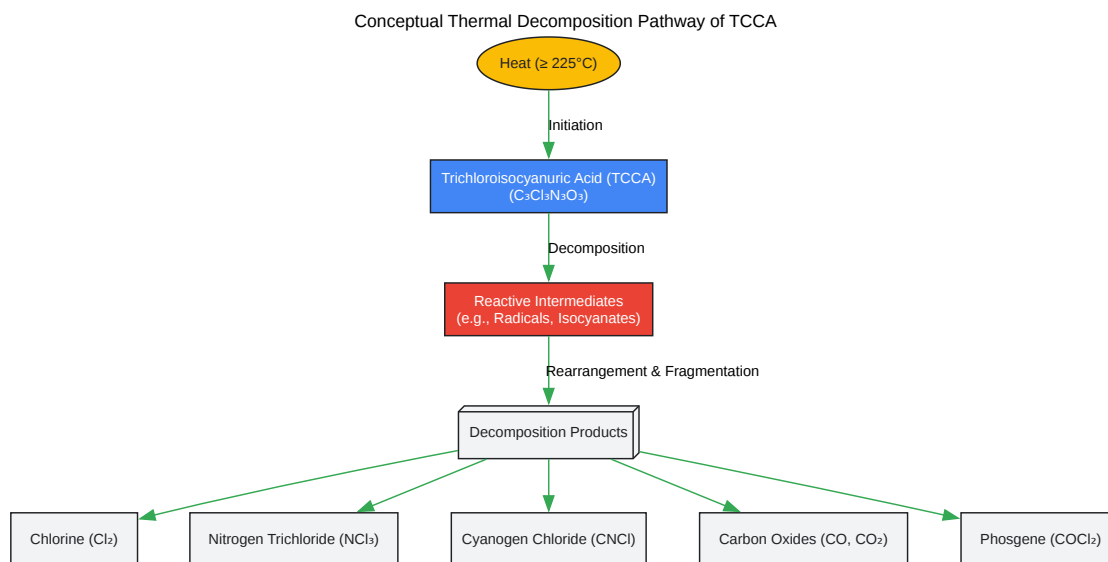 Conceptual Thermal Decomposition Pathway of TCCA
Heat (≥ 225°C)
Initiation
Trichloroisocyanuric Acid (TCCA)
(C₃Cl₃N₃O₃)
Decomposition
Reactive Intermediates
(e.g., Radicals, Isocyanates)
Rearrangement & Fragmentation
Decomposition Products
Chlorine (Cl₂)
Nitrogen Trichloride (NCl₃)
Cyanogen Chloride (CNCl)
Carbon Oxides (CO, CO₂)
Phosgene (COCl₂)